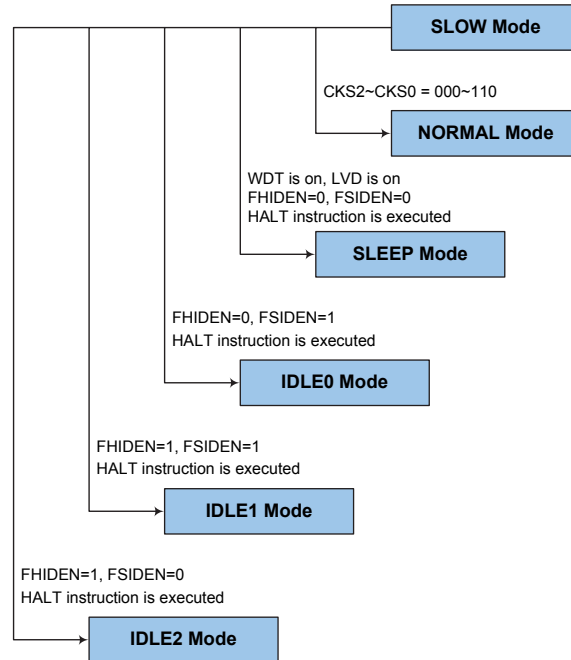 SLOW Mode
CKS2~CKS0 = 000~110
NORMAL Mode
WDT is on, LVD is on
FHIDEN=0, FSIDEN=0
HALT instruction is executed
SLEEP Mode
FHIDEN=0, FSIDEN=1
HALT instruction is executed
IDLE0 Mode
FHIDEN=1, FSIDEN=1
HALT instruction is executed
IDLE1 Mode
FHIDEN=1, FSIDEN=0
HALT instruction is executed
IDLE2 Mode